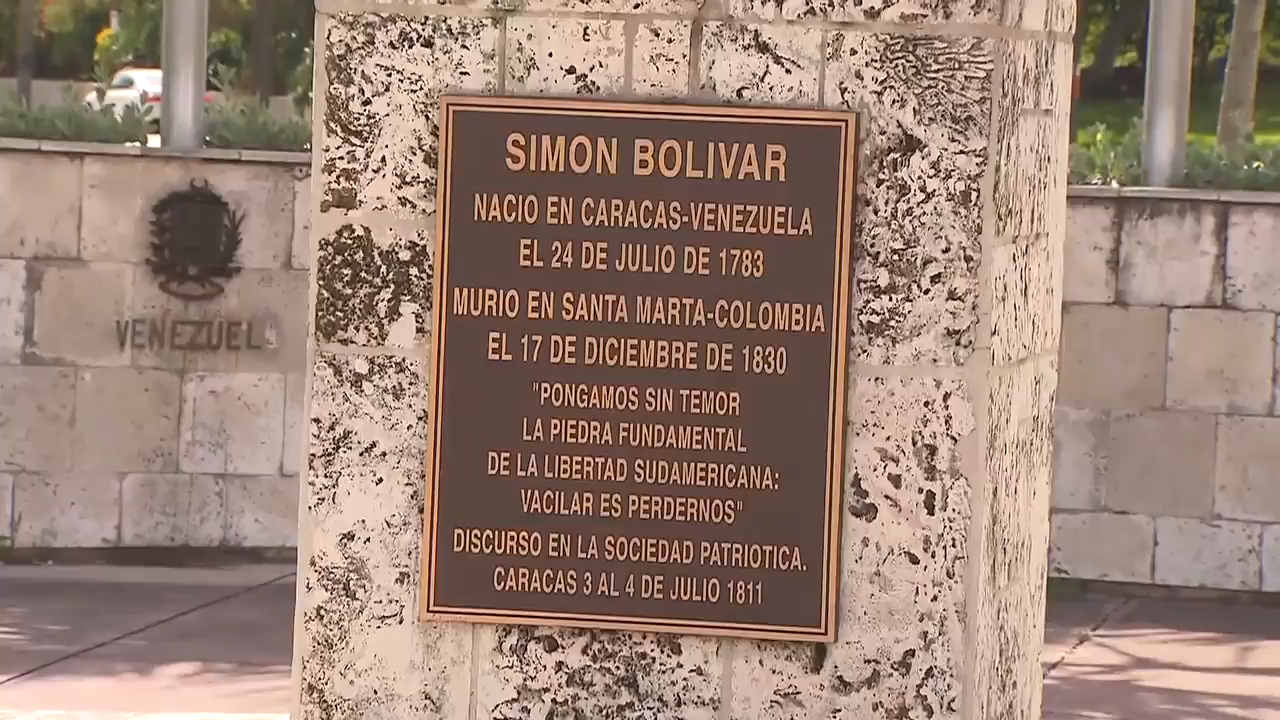 SIMON BOLIVAR
NACIO EN CARACAS-VENEZUELA
EL 24 DE JULIO DE 1783
MURIO EN SANTA MARTA-COLOMBIA
EL 17 DE DICIEMBRE DE 1830
"PONGAMOS SIN TEMOR
LA PIEDRA FUNDAMENTAL
DE LA LIBERTAD SUDAMERICANA:
VACILAR ES PERDERNOS"
DISCURSO EN LA SOCIEDAD PATRIOTICA.
CARACAS 3 AL 4 DE JULIO 1811
VENEZUELA